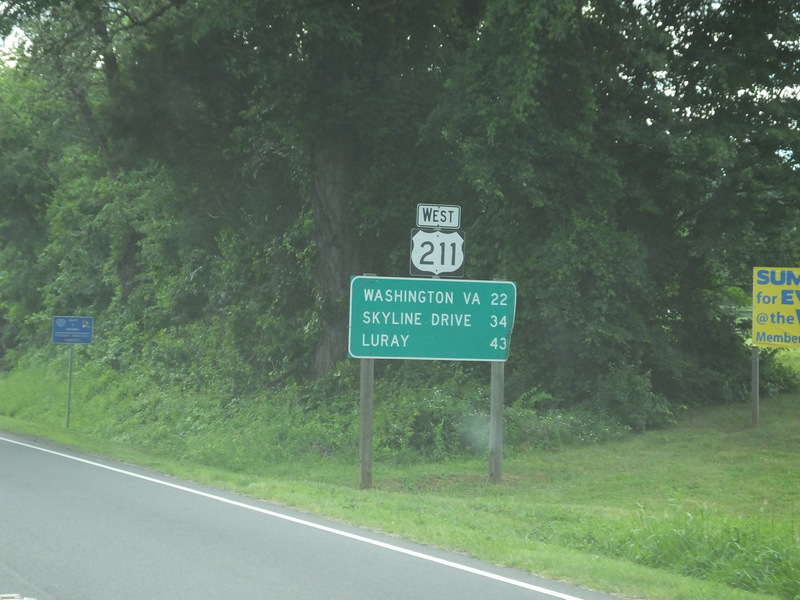 WEST
211
WASHINGTON VA 22
SKYLINE DRIVE 34
LURAY 43
SUM
for EV
@the
Member